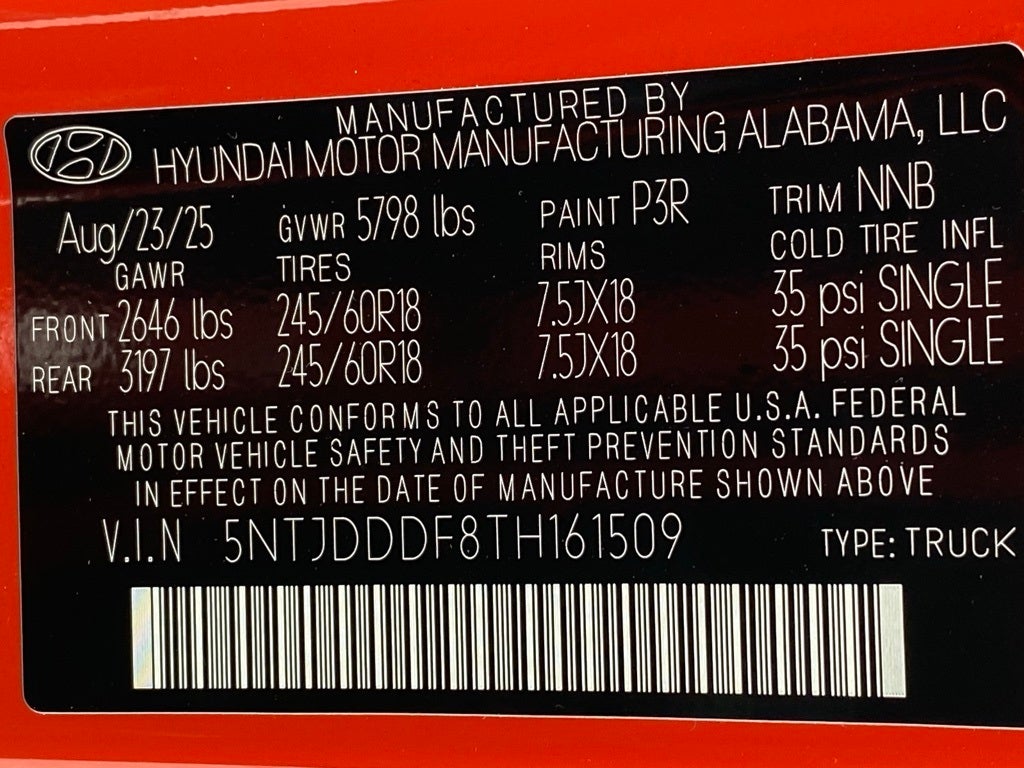 MANUFACTURED BY
HYUNDAI MOTOR MANUFACTURING ALABAMA, LLC
Aug/23/25 GVWR 5798 lbs PAINT P3R TRIM NNB
GAWR TIRES RIMS COLD TIRE INFL
FRONT 2646 lbs 245/60R18 7.5JX18 35 psi SINGLE
REAR 3197 lbs 245/60R18 7.5JX18 35 psi SINGLE
THIS VEHICLE CONFORMS TO ALL APPLICABLE U.S.A. FEDERAL
MOTOR VEHICLE SAFETY AND THEFT PREVENTION STANDARDS
IN EFFECT ON THE DATE OF MANUFACTURE SHOWN ABOVE
V.I.N 5NTJDDDF8TH161509 TYPE: TRUCK